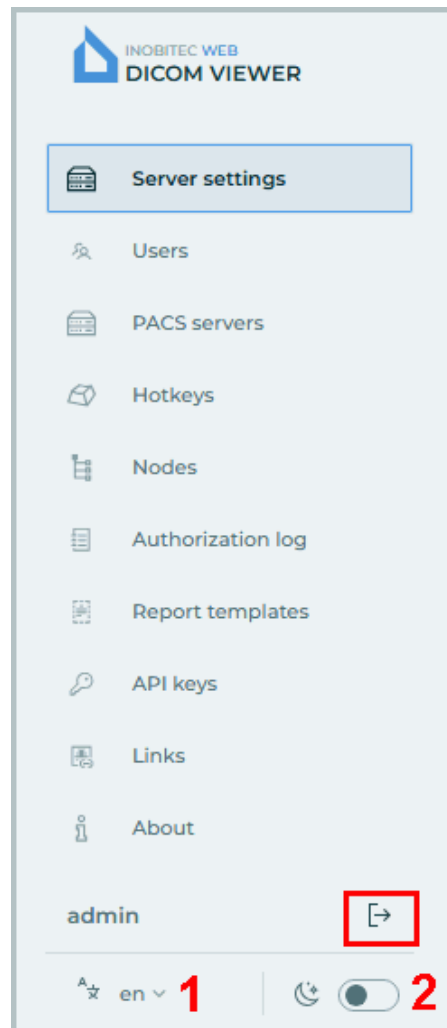 INOBITEC WEB
DICOM VIEWER
Server settings
Users
PACS servers
Hotkeys
Nodes
Authorization log
Report templates
API keys
Links
About
admin
en 1 2